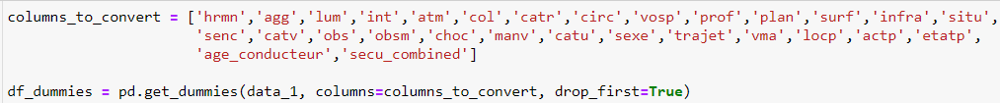 columns_to_convert = ['hrmn','agg','lum','int','atm','col','catr','circ','vosp','prof','plan','surf','infra','situ',
'senc','catv','obs','obsm','choc','manv','catu','sexe','trajet','vma','locp','actp','etatp',
'age_conducteur','secu_combined']
df_dummies = pd.get_dummies(data_1, columns=columns_to_convert, drop_first=True)